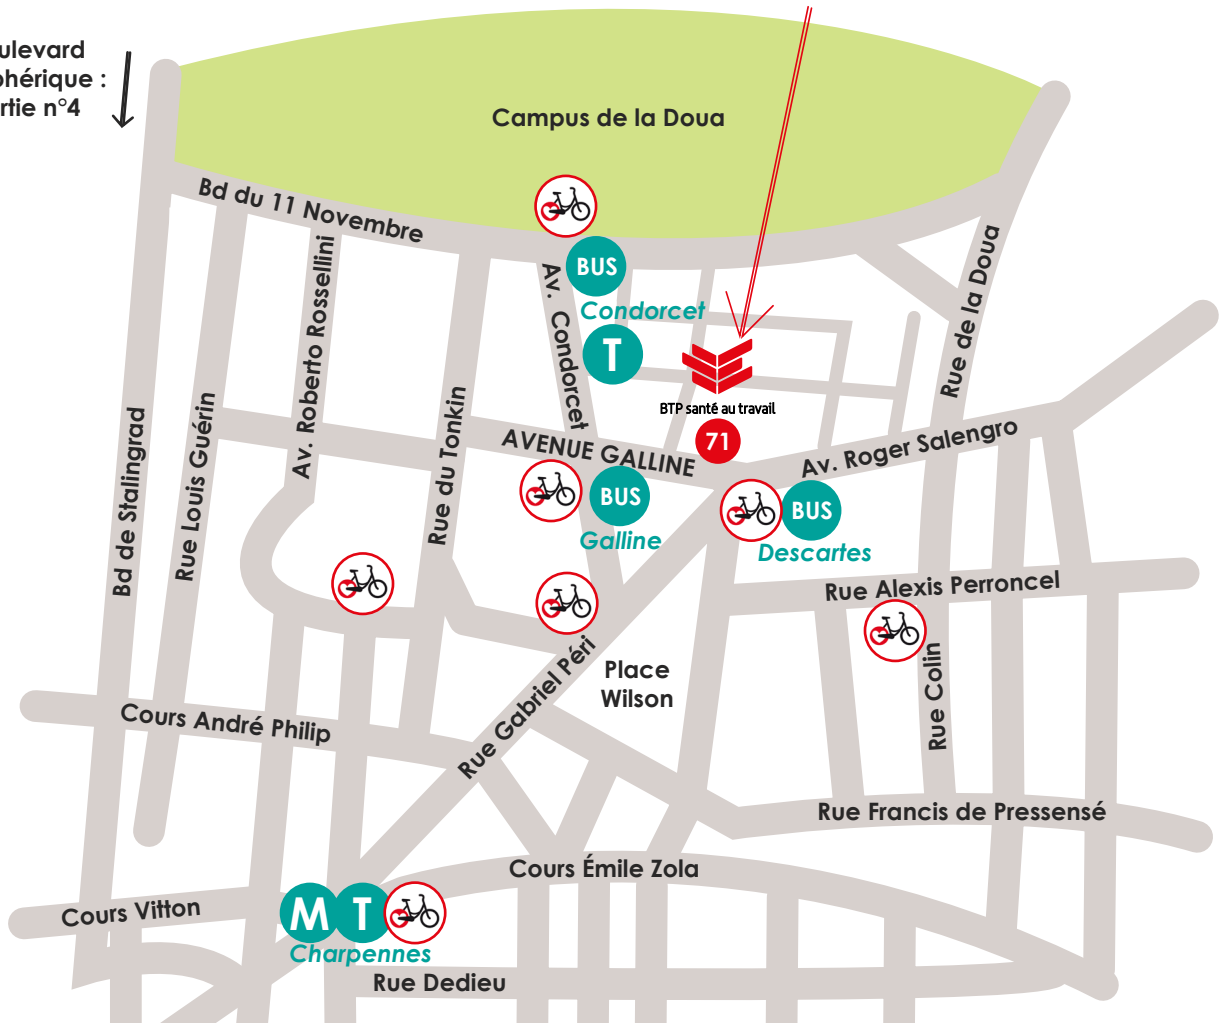 ulevard
phérique :
rtie n°4
Campus de la Doua
Bd du 11 Novembre
BUS
Condorcet
T
Av. Condorcet
Av. Roberto Rossellini
Rue de la Doua
BTP santé au travail
71
AVENUE GALLINE
Av. Roger Salengro
Bd de Stalingrad
Rue Louis Guérin
Rue du Tonkin
BUS
Galline
BUS
Descartes
Rue Alexis Perroncel
Rue Colin
Place
Wilson
Rue Gabriel Péri
Cours André Philip
Rue Francis de Pressensé
Cours Émile Zola
Cours Vitton
M
T
Charpennes
Rue Dedieu